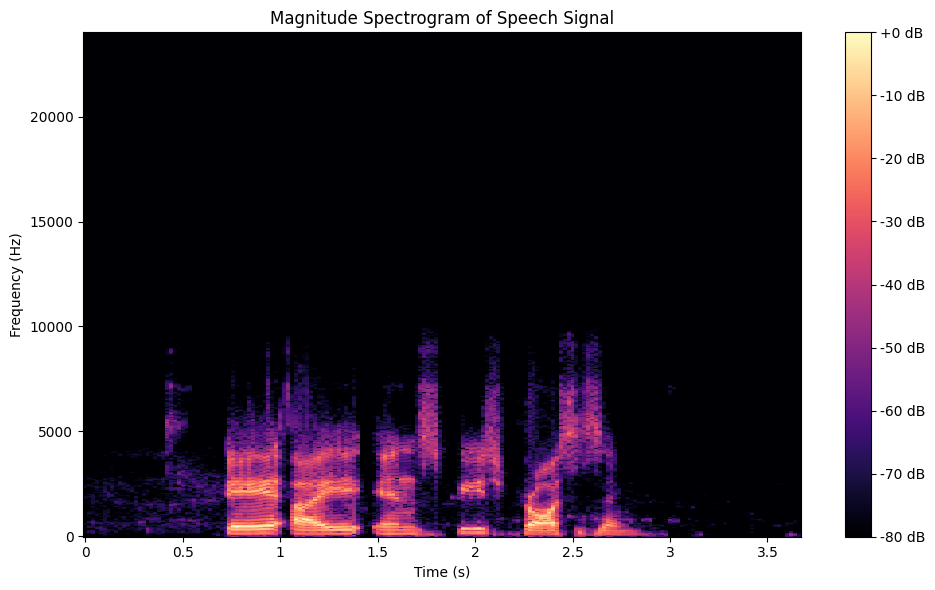 Magnitude Spectrogram of Speech Signal
Frequency (Hz)
20000
15000
10000
5000
0
0 0.5 1 1.5 2 2.5 3 3.5
Time (s)
+0 dB
-10 dB
-20 dB
-30 dB
-40 dB
-50 dB
-60 dB
-70 dB
-80 dB